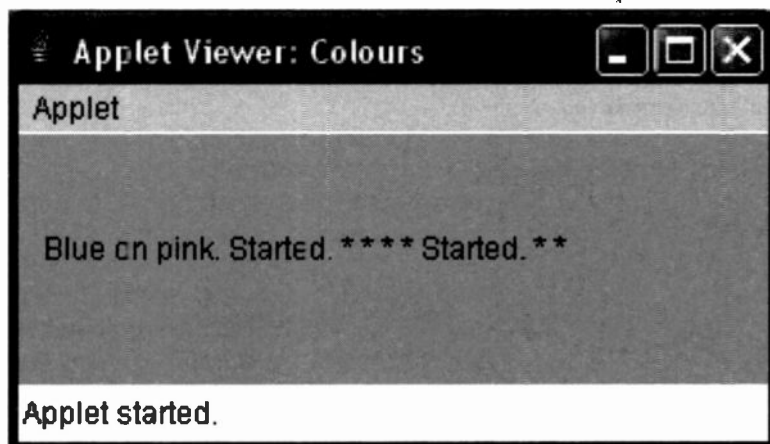 Applet Viewer: Colours
Applet
Blue on pink. Started. * * * * Started. * *
Applet started.